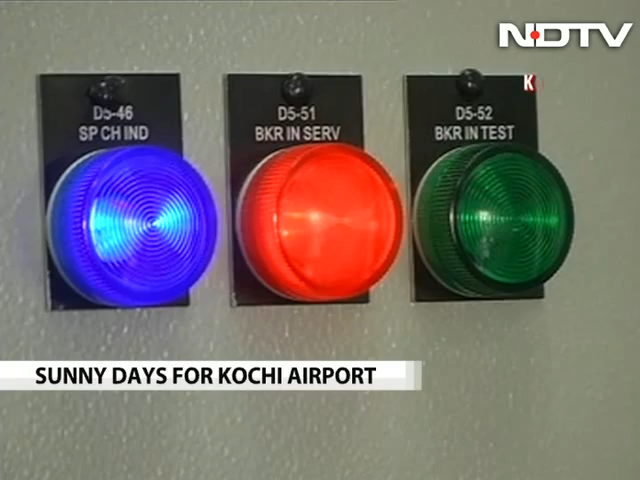 NDTV
K
D5-46
SP CH IND
D5-51
BKR IN SERV
D5-52
BKR IN TEST
SUNNY DAYS FOR KOCHI AIRPORT